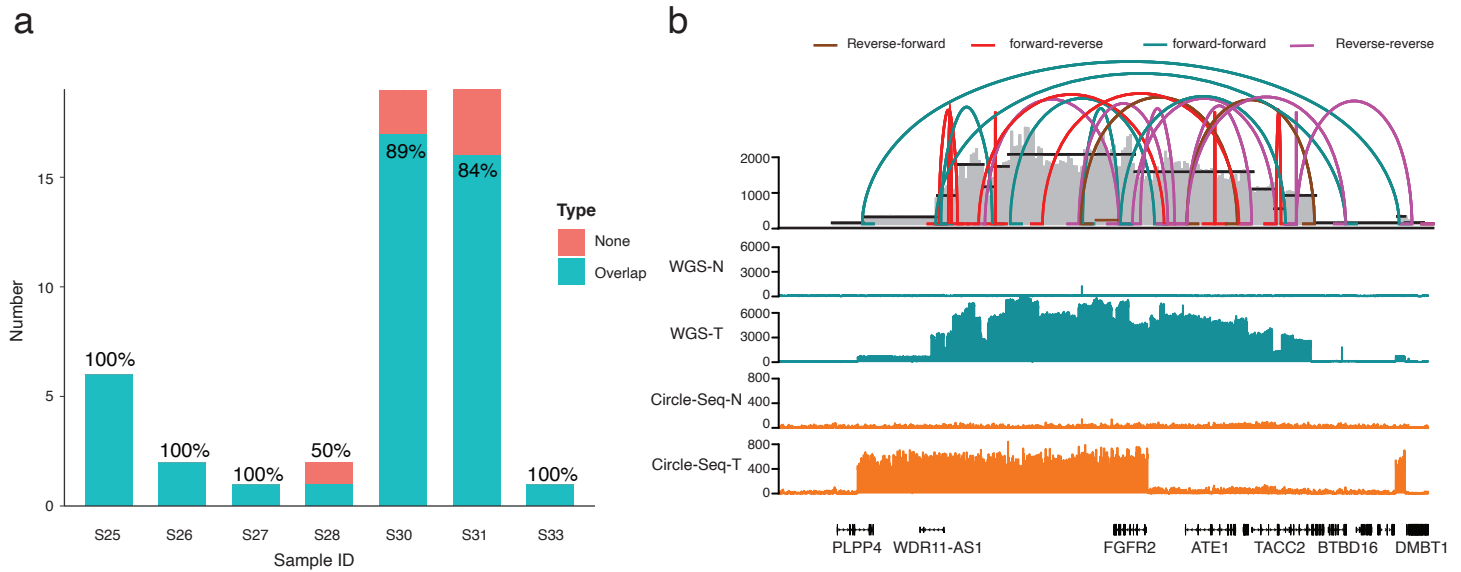 a
Number
15
10
5
0
100%
100%
100%
50%
89%
84%
100%
S25
S26
S27
S28
S30
S31
S33
Sample ID
Type
None
Overlap
b
Reverse-forward
forward-reverse
forward-forward
Reverse-reverse
2000
1000
0
WGS-N
6000
3000
0
WGS-T
6000
3000
0
Circle-Seq-N
800
400
0
Circle-Seq-T
800
400
0
PLPP4
WDR11-AS1
FGFR2
ATE1
TACC2
BTBD16
DMBT1